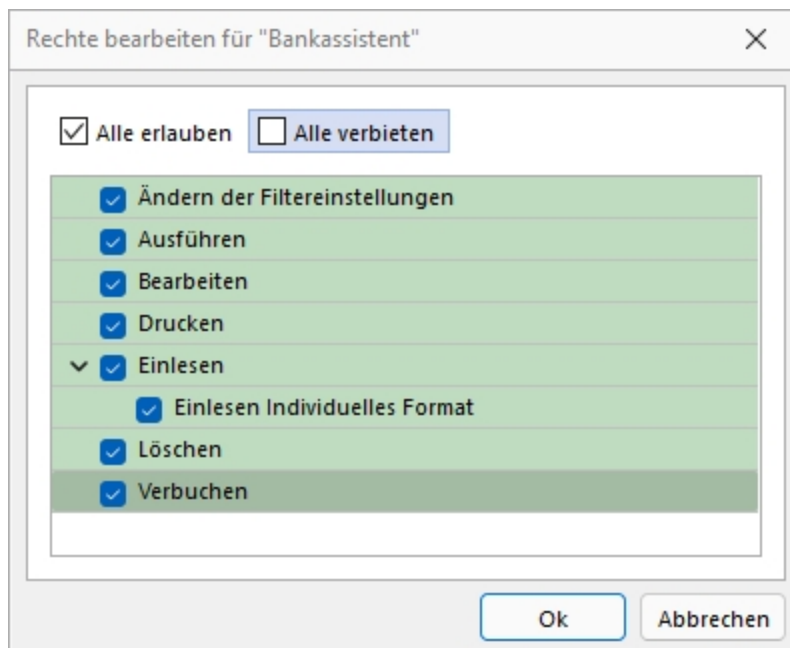 Rechte bearbeiten für "Bankassistent"
Alle erlauben Alle verbieten
Ändern der Filtereinstellungen
Ausführen
Bearbeiten
Drucken
Einlesen
Einlesen Individuelles Format
Löschen
Verbuchen
Ok Abbrechen